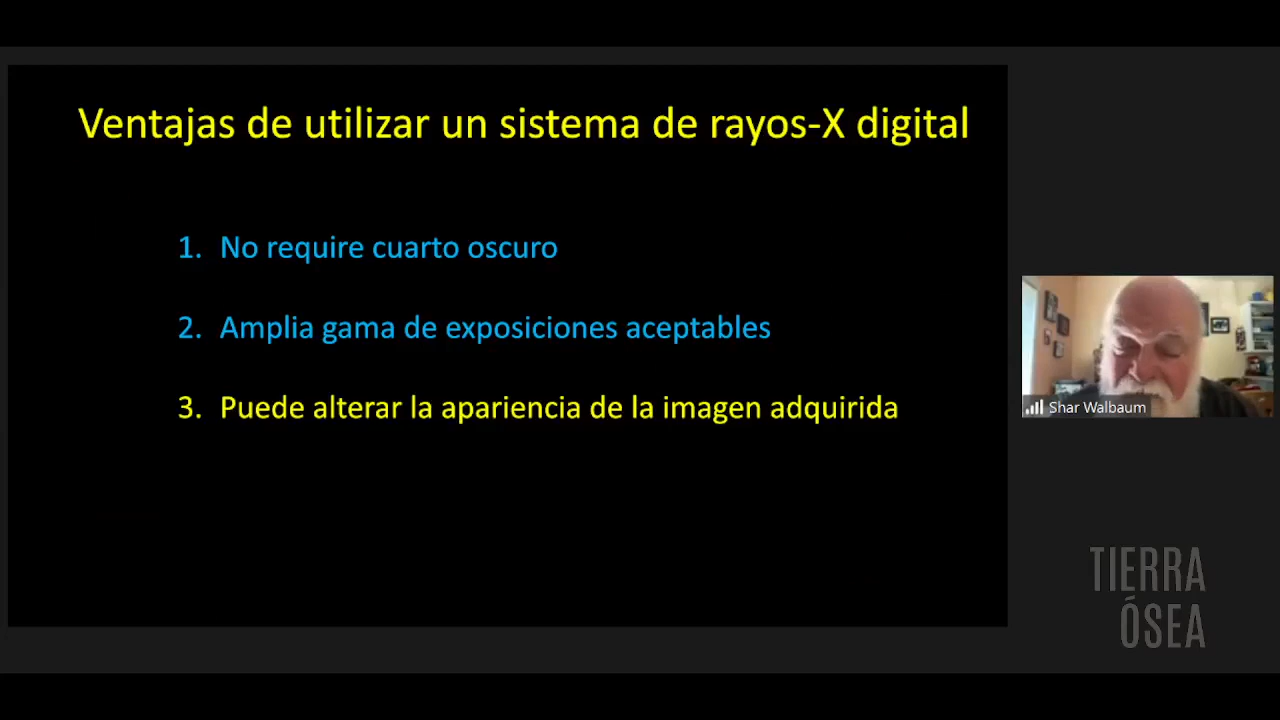 Ventajas de utilizar un sistema de rayos-X digital
1. No require cuarto oscuro
2. Amplia gama de exposiciones aceptables
3. Puede alterar la apariencia de la imagen adquirida
Shar Walbaum
TIERRA
ÓSEA